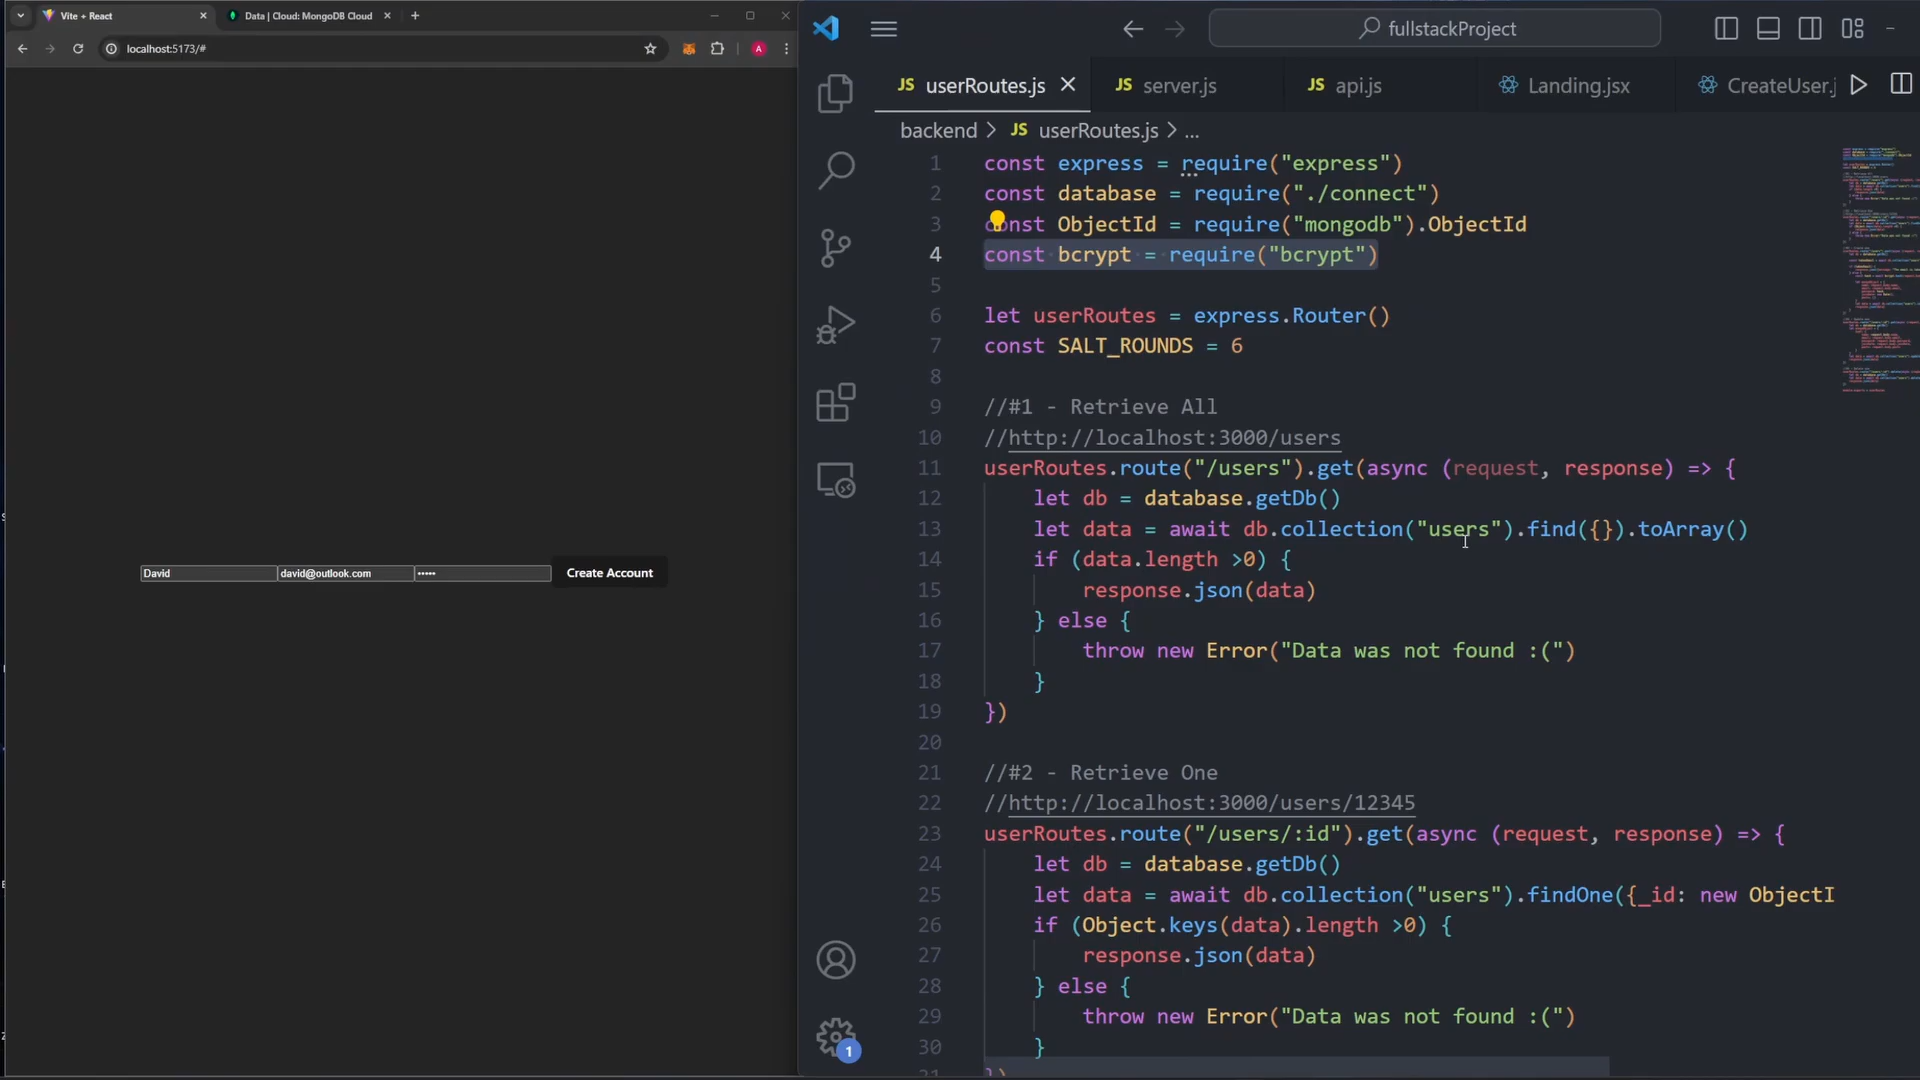 Vite + React
Data | Cloud: MongoDB Cloud
localhost:5173/#
A
David
david@outlook.com
•••••
Create Account
fullstackProject
JS userRoutes.js
JS server.js
JS api.js
Landing.jsx
CreateUser.j
backend > JS userRoutes.js > ...
1 const express = require("express")
2 const database = require("./connect")
3 const ObjectId = require("mongodb").ObjectId
4 const bcrypt = require("bcrypt")
5
6 let userRoutes = express.Router()
7 const SALT_ROUNDS = 6
8
9 //#1 - Retrieve All
10 //http://localhost:3000/users
11 userRoutes.route("/users").get(async (request, response) => {
12 let db = database.getDb()
13 let data = await db.collection("users").find({}).toArray()
14 if (data.length >0) {
15 response.json(data)
16 } else {
17 throw new Error("Data was not found :(")
18 }
19 })
20
21 //#2 - Retrieve One
22 //http://localhost:3000/users/12345
23 userRoutes.route("/users/:id").get(async (request, response) => {
24 let db = database.getDb()
25 let data = await db.collection("users").findOne({_id: new ObjectI
26 if (Object.keys(data).length >0) {
27 response.json(data)
28 } else {
29 throw new Error("Data was not found :(")
30 }
1